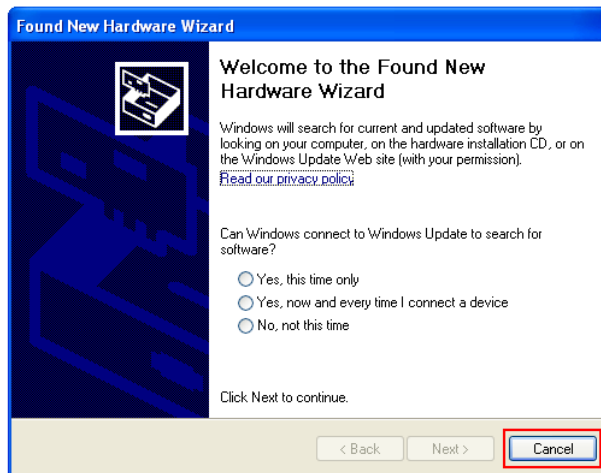 Found New Hardware Wizard
Welcome to the Found New
Hardware Wizard
Windows will search for current and updated software by
looking on your computer, on the hardware installation CD, or on
the Windows Update Web site (with your permission).
Read our privacy policy
Can Windows connect to Windows Update to search for
software?
Yes, this time only
Yes, now and every time I connect a device
No, not this time
Click Next to continue.
< Back
Next >
Cancel